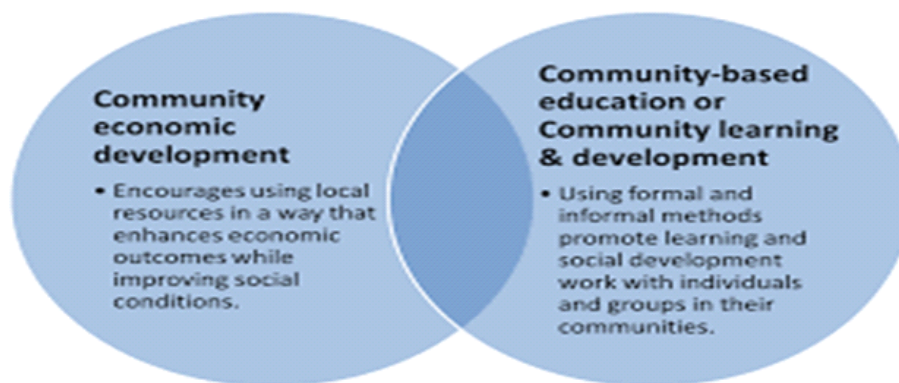 Community
economic
development
• Encourages using local
resources in a way that
enhances economic
outcomes while
improving social
conditions.
Community-based
education or
Community learning
& development
• Using formal and
informal methods
promote learning and
social development
work with individuals
and groups in their
communities.